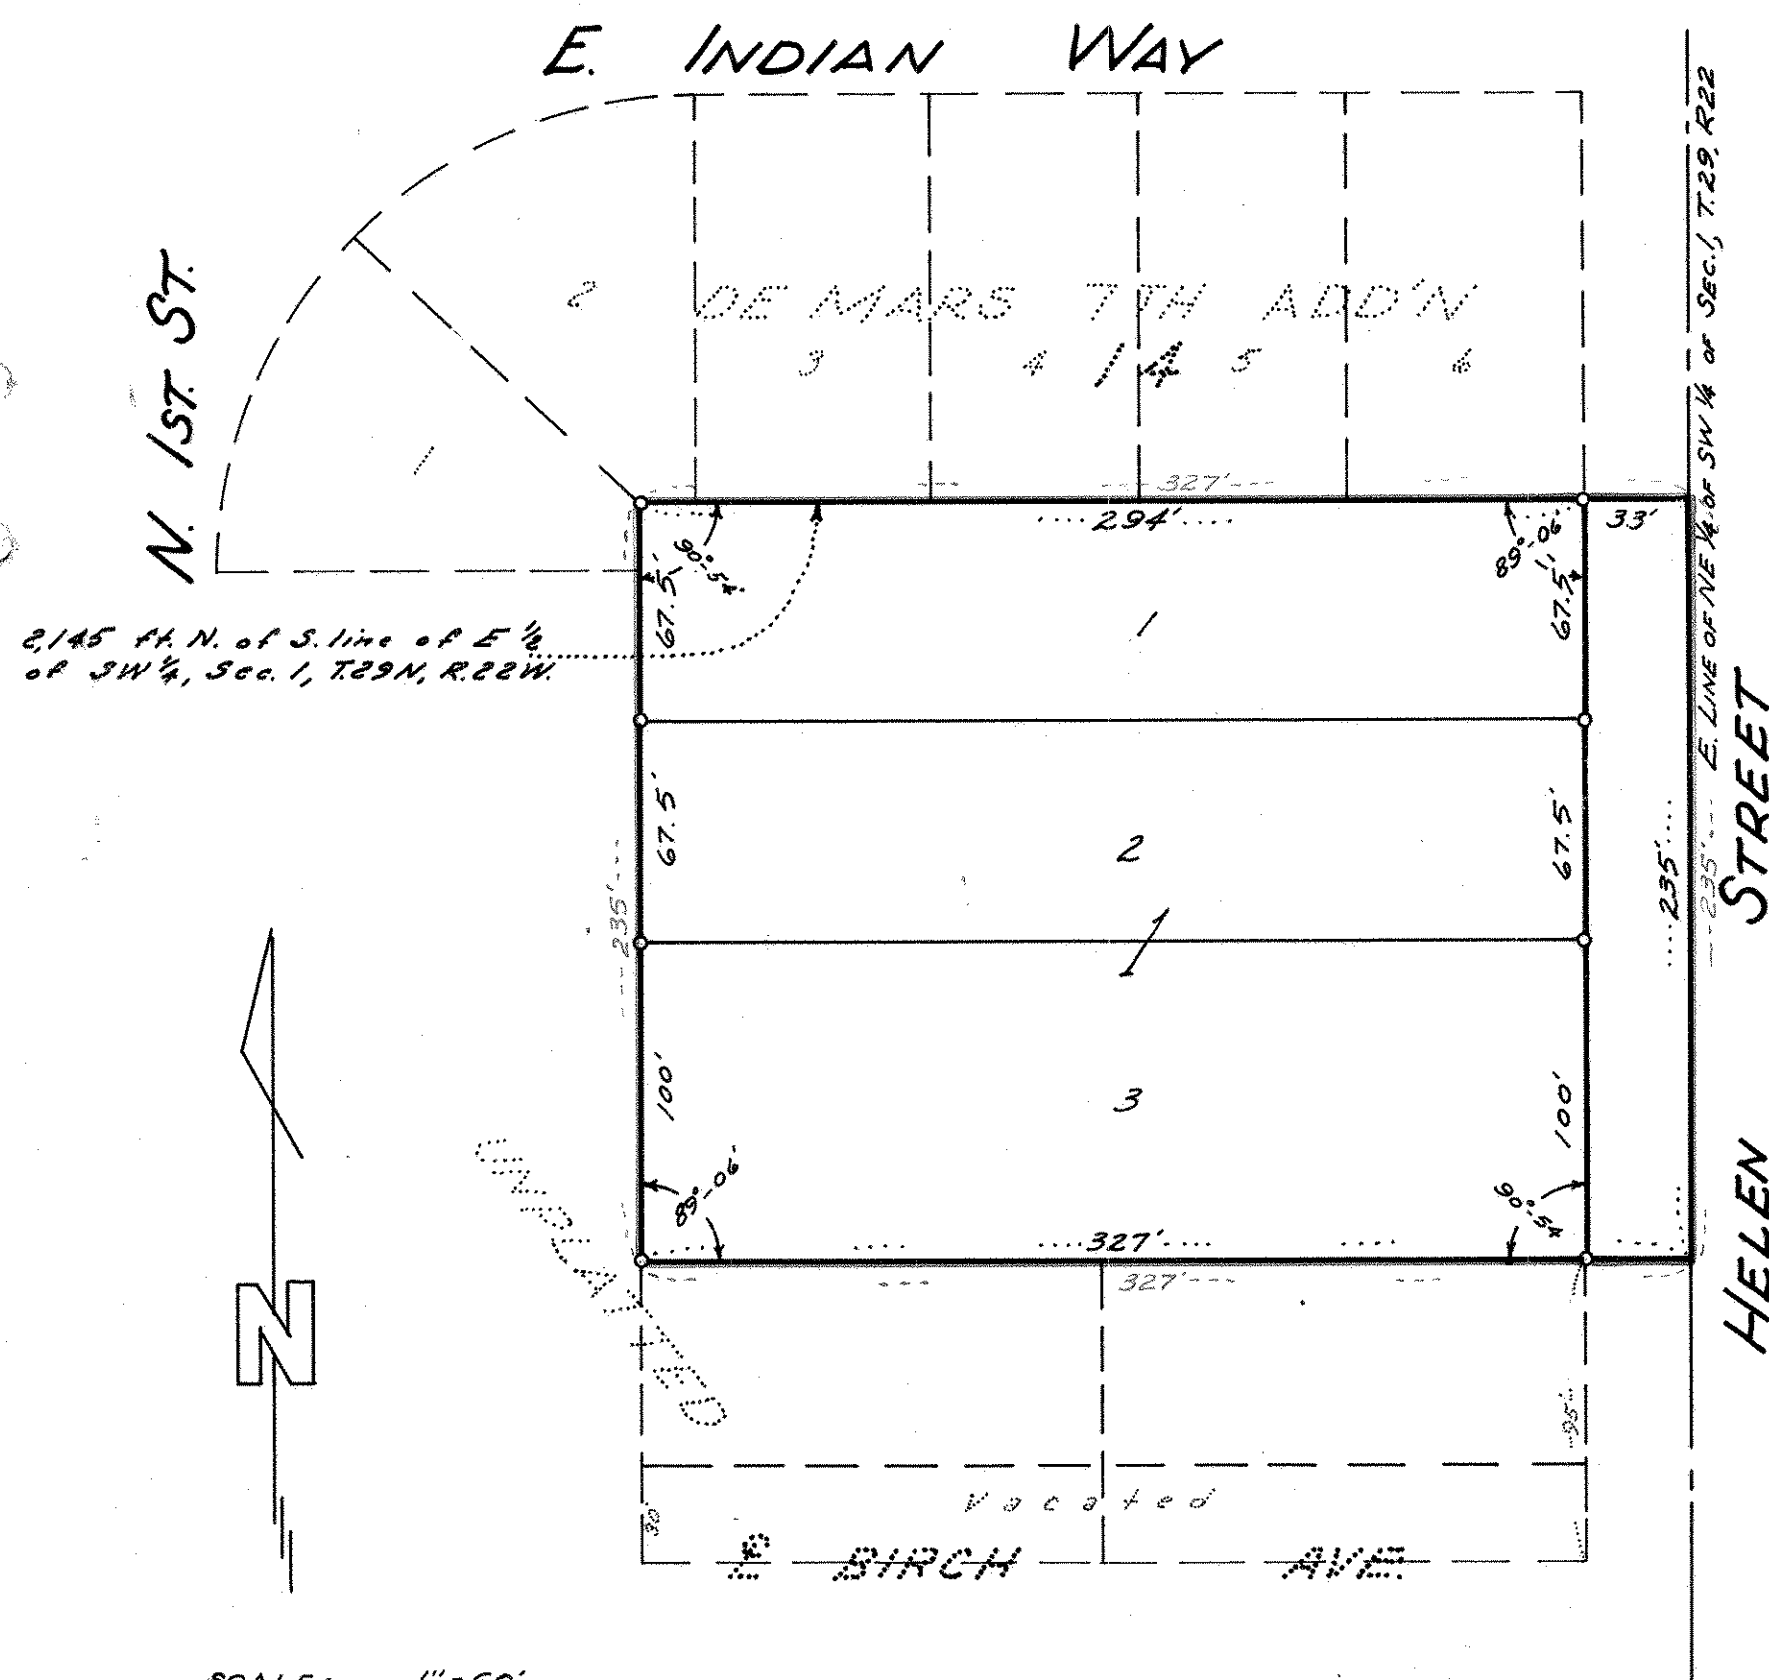 E. INDIAN WAY
N. 1ST. ST.
E. LINE OF NE ¼ OF SW ¼ OF SEC. 1, T. 29, R22
2
DE MARS 7TH ADD'N
3
4
14
5
6
1
327'
294'
33'
90°-54'
89°-06'
67.5'
67.5'
1
2,145 ft. N. of S. line of E ½
of SW ¼, Sec. 1, T.29N, R.22W.
67.5'
67.5'
2
235'
235'
235'
HELEN STREET
1
100'
100'
3
89°-06'
90°-54'
327'
327'
UNPLATTED
95'
Vacated
30
E BIRCH AVE.
N
SCALE: 1"=60'